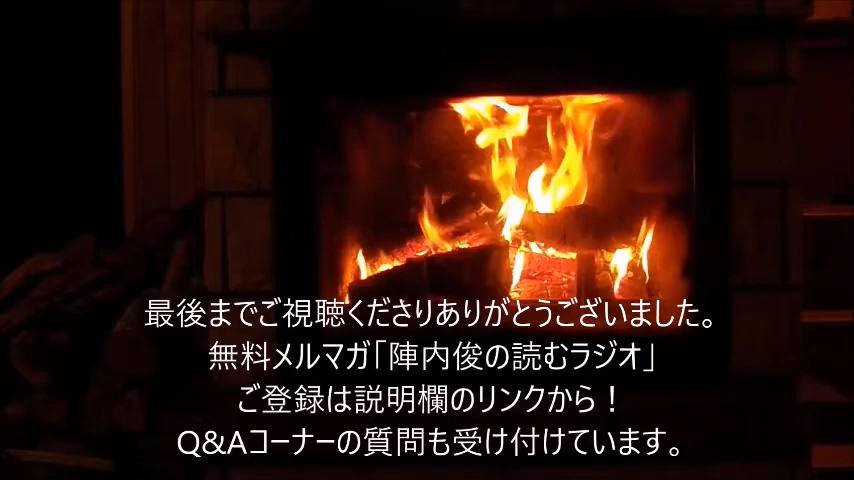 最後までご視聴くださりありがとうございました。
無料メルマガ「陣内俊の読むラジオ」
ご登録は説明欄のリンクから！
Q&Aコーナーの質問も受け付けています。